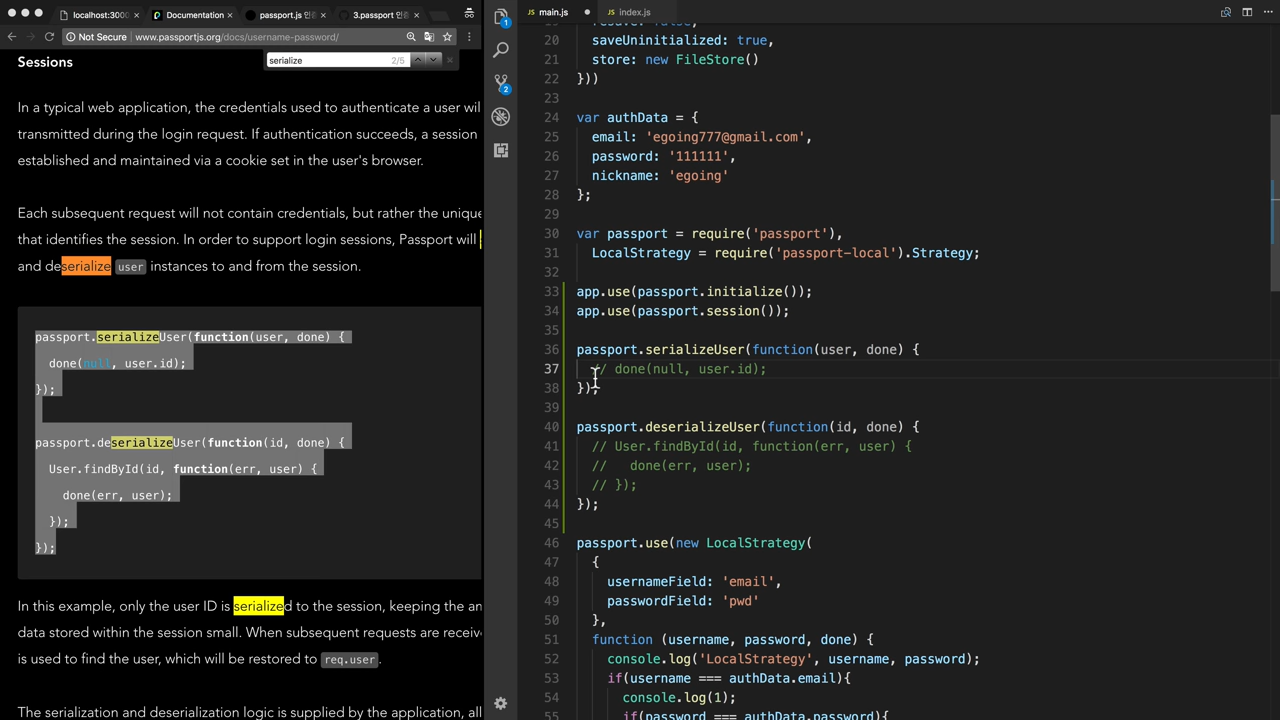 localhost:3000
Documentation
passport.js 인증
3.passport 인증
Not Secure
www.passportjs.org/docs/username-password/
serialize
2/5
Sessions
In a typical web application, the credentials used to authenticate a user wil
transmitted during the login request. If authentication succeeds, a session
established and maintained via a cookie set in the user's browser.
Each subsequent request will not contain credentials, but rather the unique
that identifies the session. In order to support login sessions, Passport will
and deserialize user instances to and from the session.
passport.serializeUser(function(user, done) {
done(null, user.id);
});
passport.deserializeUser(function(id, done) {
User.findById(id, function(err, user) {
done(err, user);
});
});
In this example, only the user ID is serialized to the session, keeping the am
data stored within the session small. When subsequent requests are receiv
is used to find the user, which will be restored to req.user.
The serialization and deserialization logic is supplied by the application, all
1
2
main.js
index.js
20 saveUninitialized: true,
21 store: new FileStore()
22 }))
23
24 var authData = {
25 email: 'egoing777@gmail.com',
26 password: '111111',
27 nickname: 'egoing'
28 };
29
30 var passport = require('passport'),
31 LocalStrategy = require('passport-local').Strategy;
32
33 app.use(passport.initialize());
34 app.use(passport.session());
35
36 passport.serializeUser(function(user, done) {
37 // done(null, user.id);
38 });
39
40 passport.deserializeUser(function(id, done) {
41 // User.findById(id, function(err, user) {
42 // done(err, user);
43 // });
44 });
45
46 passport.use(new LocalStrategy(
47 {
48 usernameField: 'email',
49 passwordField: 'pwd'
50 },
51 function (username, password, done) {
52 console.log('LocalStrategy', username, password);
53 if(username === authData.email){
54 console.log(1);
55 if(password === authData.password){